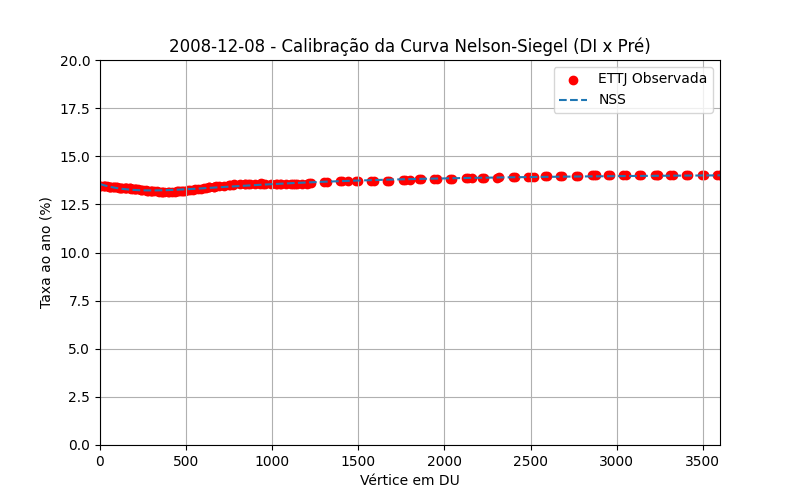 2008-12-08 - Calibração da Curva Nelson-Siegel (DI x Pré)
ETTJ Observada
NSS
20.0
17.5
15.0
12.5
10.0
7.5
5.0
2.5
0.0
Taxa ao ano (%)
0 500 1000 1500 2000 2500 3000 3500
Vértice em DU